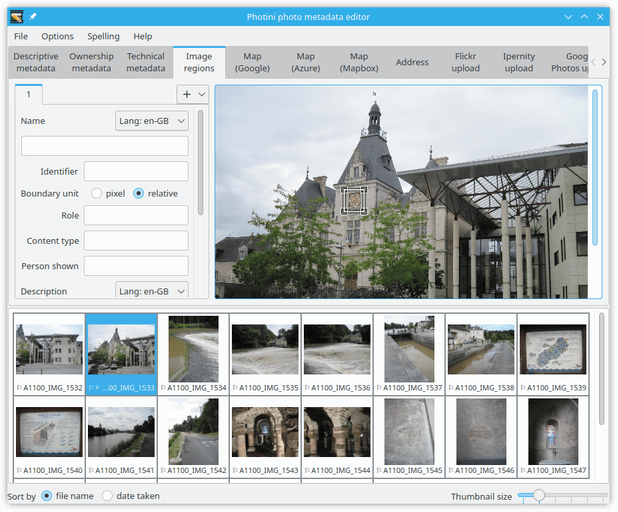 Photini photo metadata editor
File Options Spelling Help
Descriptive metadata
Ownership metadata
Technical metadata
Image regions
Map (Google)
Map (Azure)
Map (Mapbox)
Address
Flickr upload
Ipernity upload
Goog
Photos u
1
Name Lang: en-GB
Identifier
Boundary unit pixel relative
Role
Content type
Person shown
Description Lang: en-GB
A1100_IMG_1532 ...00_IMG_1533 A1100_IMG_1534 A1100_IMG_1535 A1100_IMG_1536 A1100_IMG_1537 A1100_IMG_1538 A1100_IMG_1539
A1100_IMG_1540 A1100_IMG_1541 A1100_IMG_1542 A1100_IMG_1543 A1100_IMG_1544 A1100_IMG_1545 A1100_IMG_1546 A1100_IMG_1547
Sort by file name date taken Thumbnail size